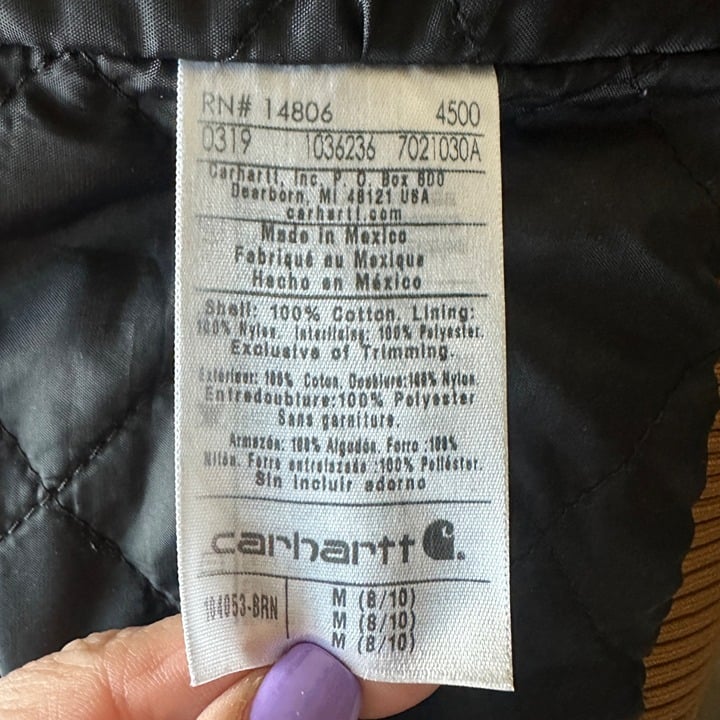 RN# 14806 4500
0319 1036236 7021030A
Carhartt, Inc. P. O. Box 600
Dearborn, MI 48121 USA
carhartt.com
Made in Mexico
Fabriqué au Mexique
Hecho en México
Shell: 100% Cotton. Lining:
100% Nylon. Interlining: 100% Polyester.
Exclusive of Trimming.
Extérieur: 100% Coton. Doublure:100% Nylon.
Entredoublure:100% Polyester
Sans garniture.
Armazón: 100% Algodón. Forro :100%
Nilón. Forro entrelazado :100% Poliéster.
Sin incluir adorno
carhartt
104053-BRN M (8/10)
M (8/10)
M (8/10)